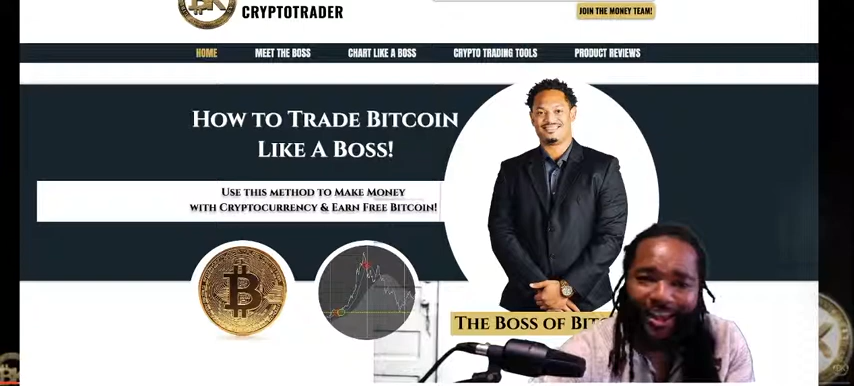 CRYPTOTRADER
JOIN THE MONEY TEAM!
HOME MEET THE BOSS CHART LIKE A BOSS CRYPTO TRADING TOOLS PRODUCT REVIEWS
How to Trade Bitcoin
Like A Boss!
Use this method to Make Money
with Cryptocurrency & Earn Free Bitcoin!
The Boss of Bit